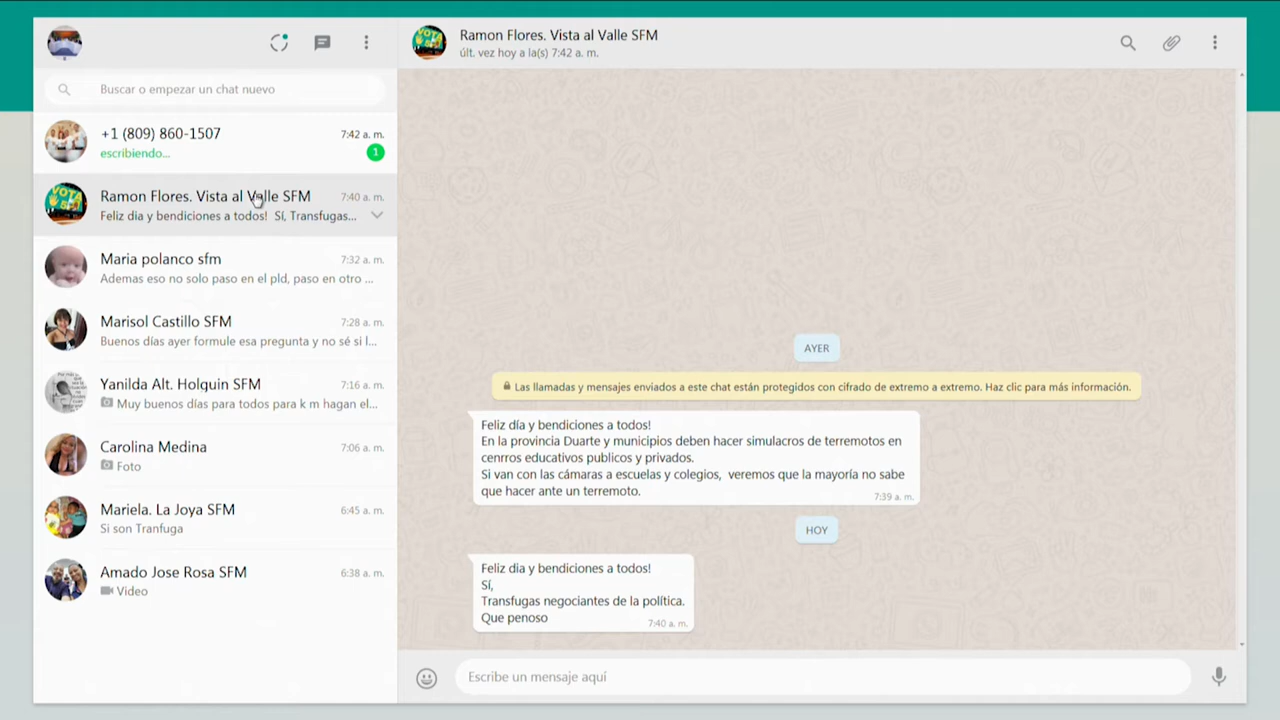 Buscar o empezar un chat nuevo
+1 (809) 860-1507
7:42 a. m.
escribiendo...
1
Ramon Flores. Vista al Valle SFM
7:40 a. m.
Feliz dia y bendiciones a todos! Sí, Transfugas...
Maria polanco sfm
7:32 a. m.
Ademas eso no solo paso en el pld, paso en otro ...
Marisol Castillo SFM
7:28 a. m.
Buenos días ayer formule esa pregunta y no sé si l...
Yanilda Alt. Holquin SFM
7:16 a. m.
Muy buenos días para todos para k m hagan el...
Carolina Medina
7:06 a. m.
Foto
Mariela. La Joya SFM
6:45 a. m.
Si son Tranfuga
Amado Jose Rosa SFM
6:38 a. m.
Video
Ramon Flores. Vista al Valle SFM
últ. vez hoy a la(s) 7:42 a. m.
AYER
Las llamadas y mensajes enviados a este chat están protegidos con cifrado de extremo a extremo. Haz clic para más información.
Feliz día y bendiciones a todos!
En la provincia Duarte y municipios deben hacer simulacros de terremotos en
cenrros educativos publicos y privados.
Si van con las cámaras a escuelas y colegios, veremos que la mayoría no sabe
que hacer ante un terremoto.
7:39 a. m.
HOY
Feliz dia y bendiciones a todos!
Sí,
Transfugas negociantes de la política.
Que penoso
7:40 a. m.
Escribe un mensaje aquí